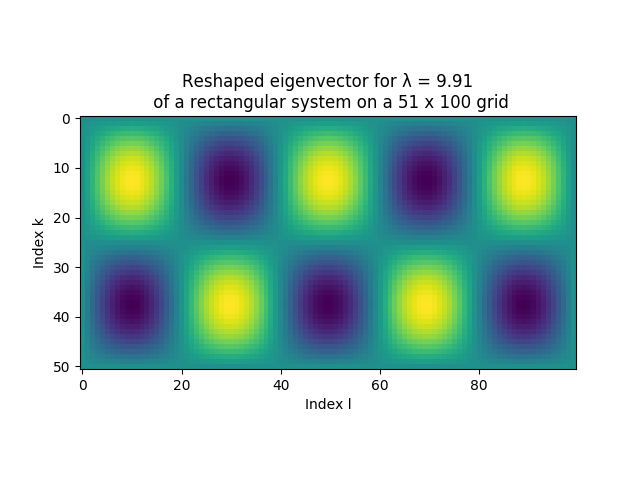 Reshaped eigenvector for λ = 9.91
of a rectangular system on a 51 x 100 grid
0
10
20
30
40
50
Index k
0 20 40 60 80
Index l